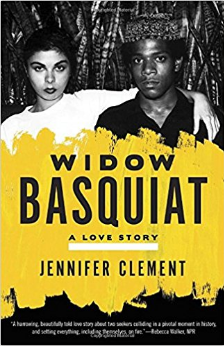 WIDOW
BASQUIAT
A LOVE STORY
JENNIFER CLEMENT
"A harrowing, beautifully told love story about two seekers colliding in a pivotal moment in history,
and setting everything, including themselves, on fire."—Rebecca Walker, NPR